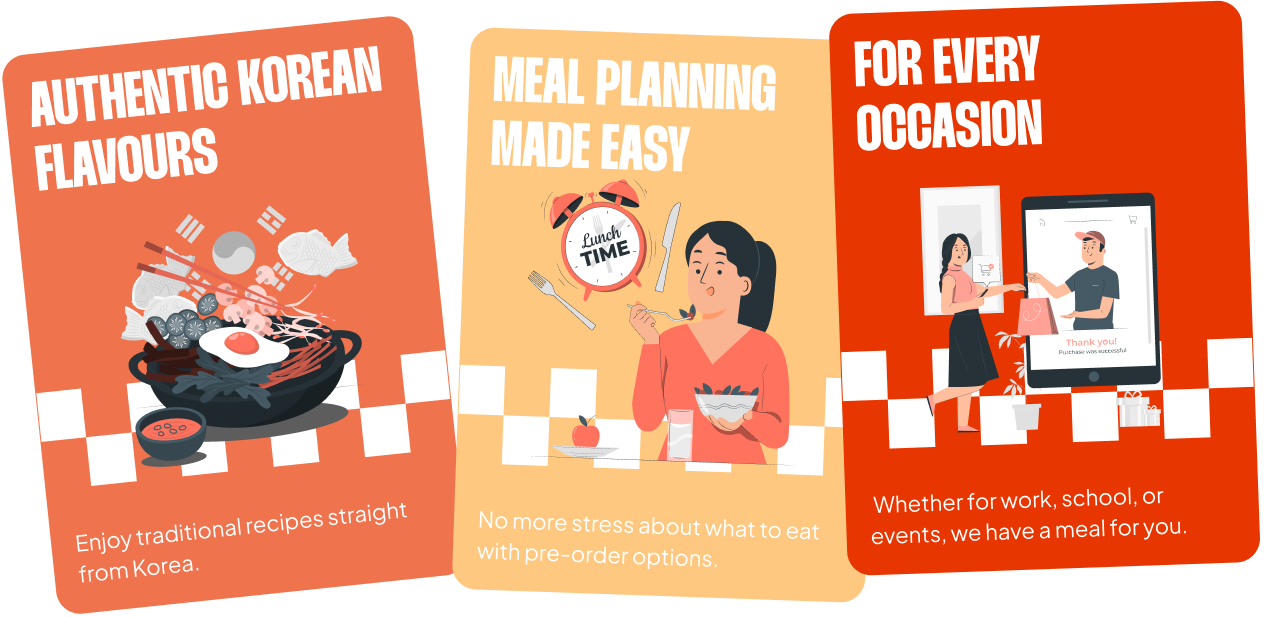 AUTHENTIC KOREAN
FLAVOURS
Enjoy traditional recipes straight
from Korea.
MEAL PLANNING
MADE EASY
Lunch
TIME
No more stress about what to eat
with pre-order options.
FOR EVERY
OCCASION
Thank you!
Purchase was successful
Whether for work, school, or
events, we have a meal for you.